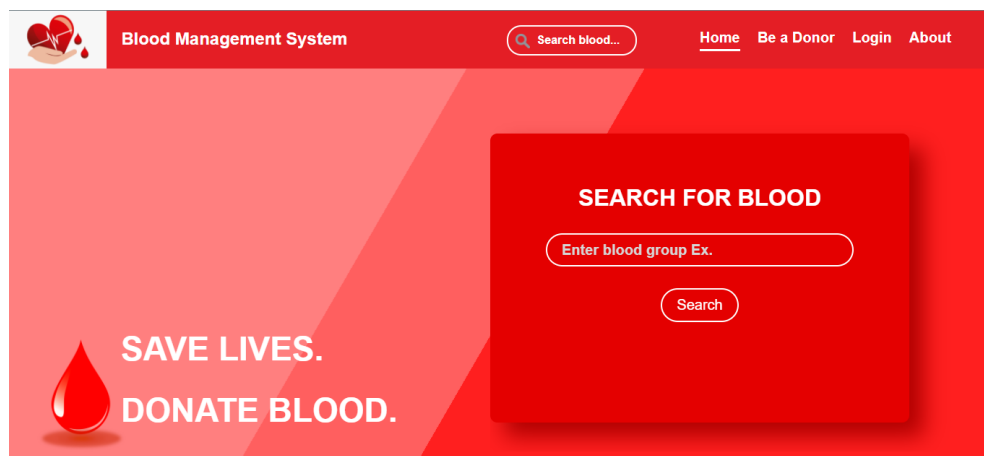 Blood Management System
Search blood...
Home
Be a Donor
Login
About
SEARCH FOR BLOOD
Enter blood group Ex.
Search
SAVE LIVES.
DONATE BLOOD.